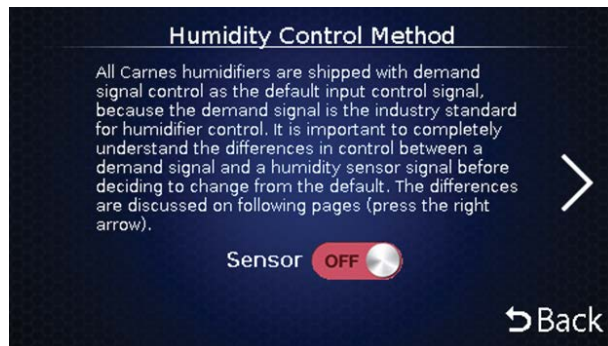 Humidity Control Method
All Carnes humidifiers are shipped with demand
signal control as the default input control signal,
because the demand signal is the industry standard
for humidifier control. It is important to completely
understand the differences in control between a
demand signal and a humidity sensor signal before
deciding to change from the default. The differences
are discussed on following pages (press the right
arrow).
Sensor OFF
Back